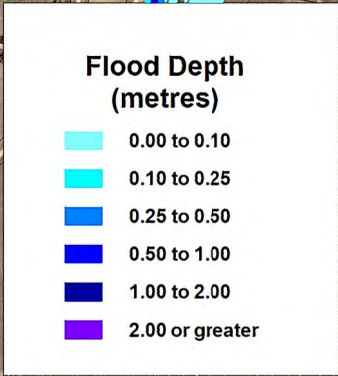 Flood Depth
(metres)
0.00 to 0.10
0.10 to 0.25
0.25 to 0.50
0.50 to 1.00
1.00 to 2.00
2.00 or greater